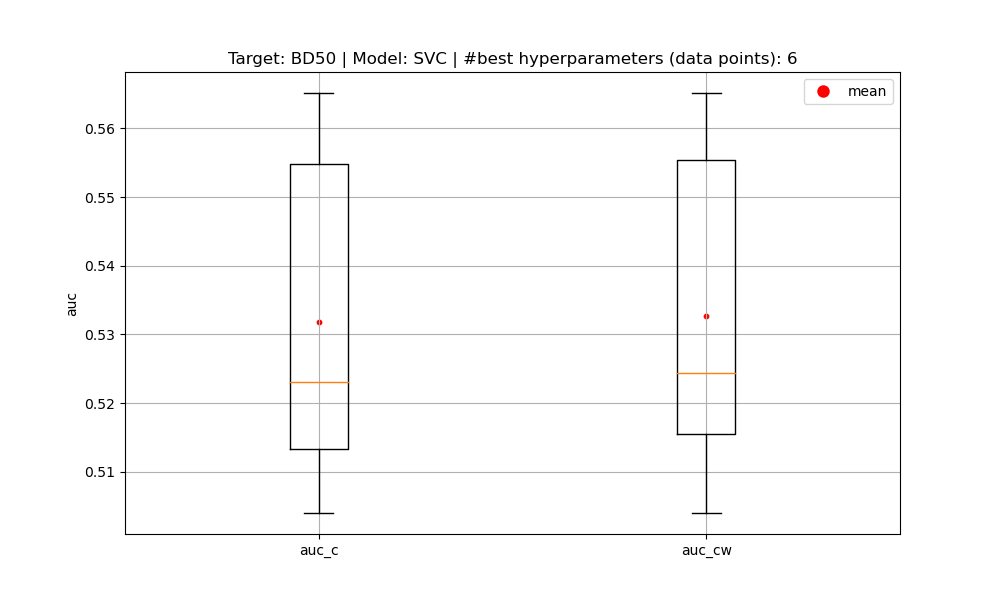 Target: BD50 | Model: SVC | #best hyperparameters (data points): 6
mean
0.56
0.55
0.54
0.53
0.52
0.51
auc
auc_c
auc_cw